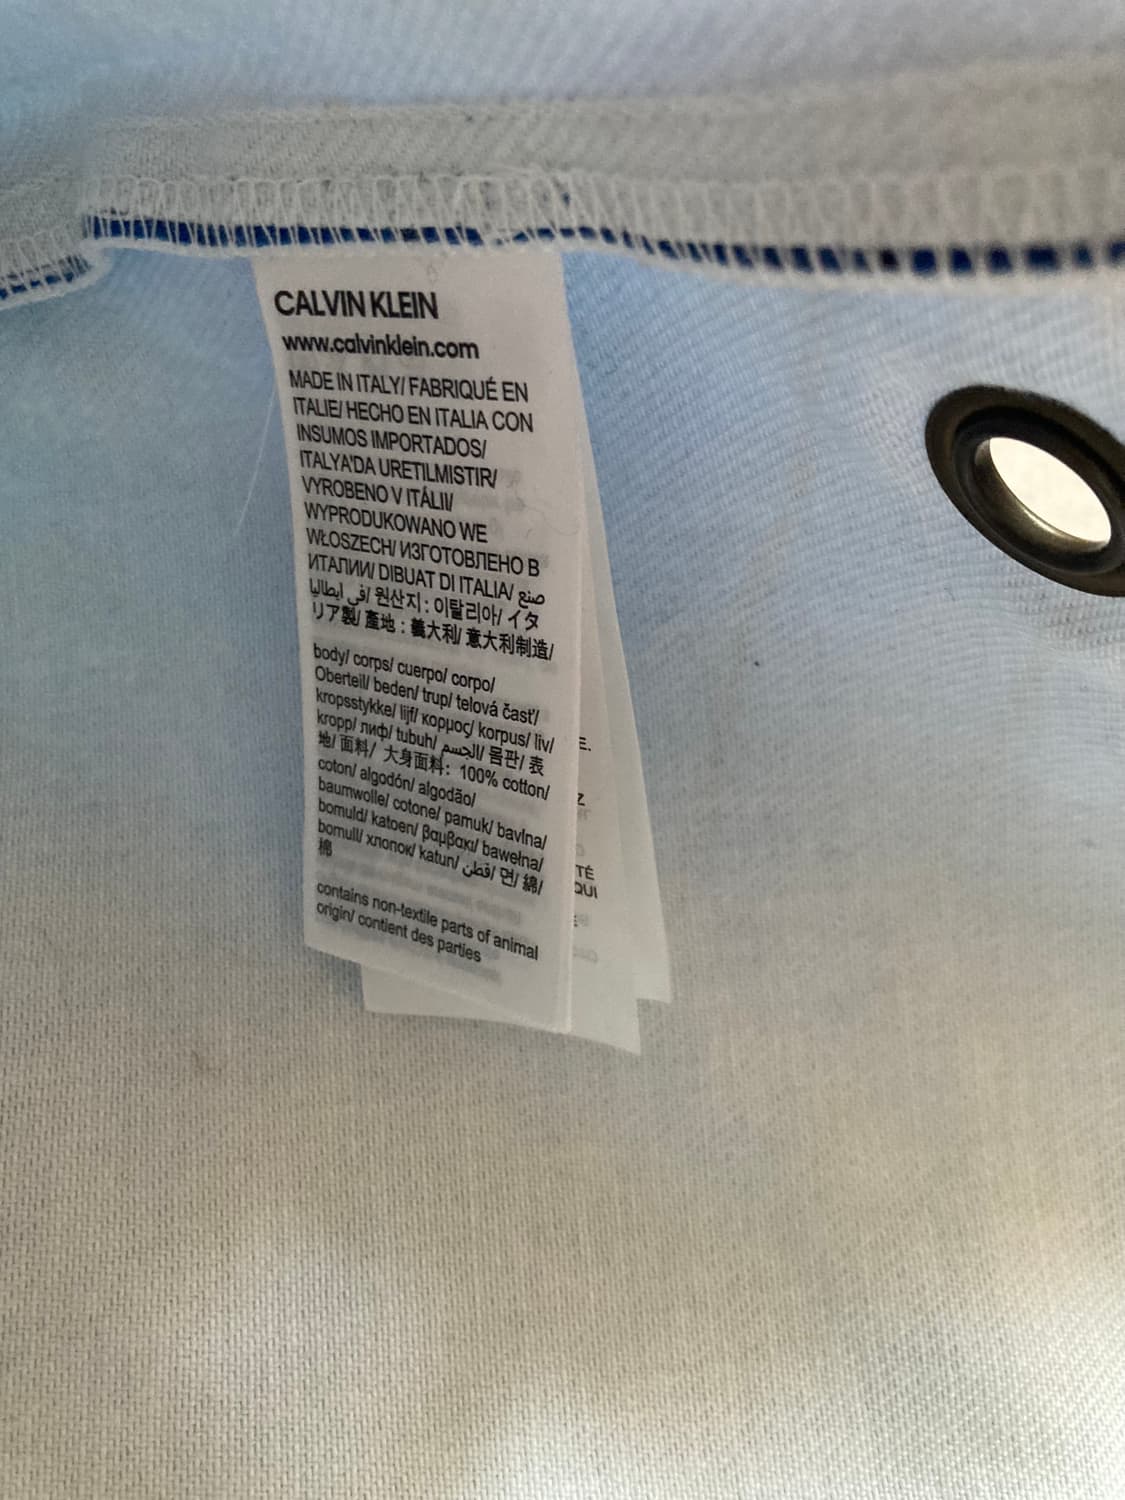 CALVIN KLEIN
www.calvinklein.com
MADE IN ITALY/ FABRIQUÉ EN
ITALIE/ HECHO EN ITALIA CON
INSUMOS IMPORTADOS/
ITALYA'DA URETILMISTIR/
VYROBENO V ITÁLII/
WYPRODUKOWANO WE
WŁOSZECH/ ИЗГОТОВЛЕНО В
ИТАЛИИ/ DIBUAT DI ITALIA/ صنع
في ايطاليا/ 원산지 : 이탈리아/ イタ
リア製/ 產地 : 義大利/ 意大利制造/
body/ corps/ cuerpo/ corpo/
Oberteil/ beden/ trup/ telová časť/
kropsstykke/ lijf/ κορμος/ korpus/ liv/
kropp/ лиф/ tubuh/ الجسم/ 몸판/ 表
地/ 面料/ 大身面料: 100% cotton/
coton/ algodón/ algodão/
baumwolle/ cotone/ pamuk/ bavlna/
bomuld/ katoen/ βαμβακι/ bawełna/
bomull/ хлопок/ katun/ قطن/ 면/ 綿/
棉
contains non-textile parts of animal
origin/ contient des parties
E.
Z
TÉ
QUI
E